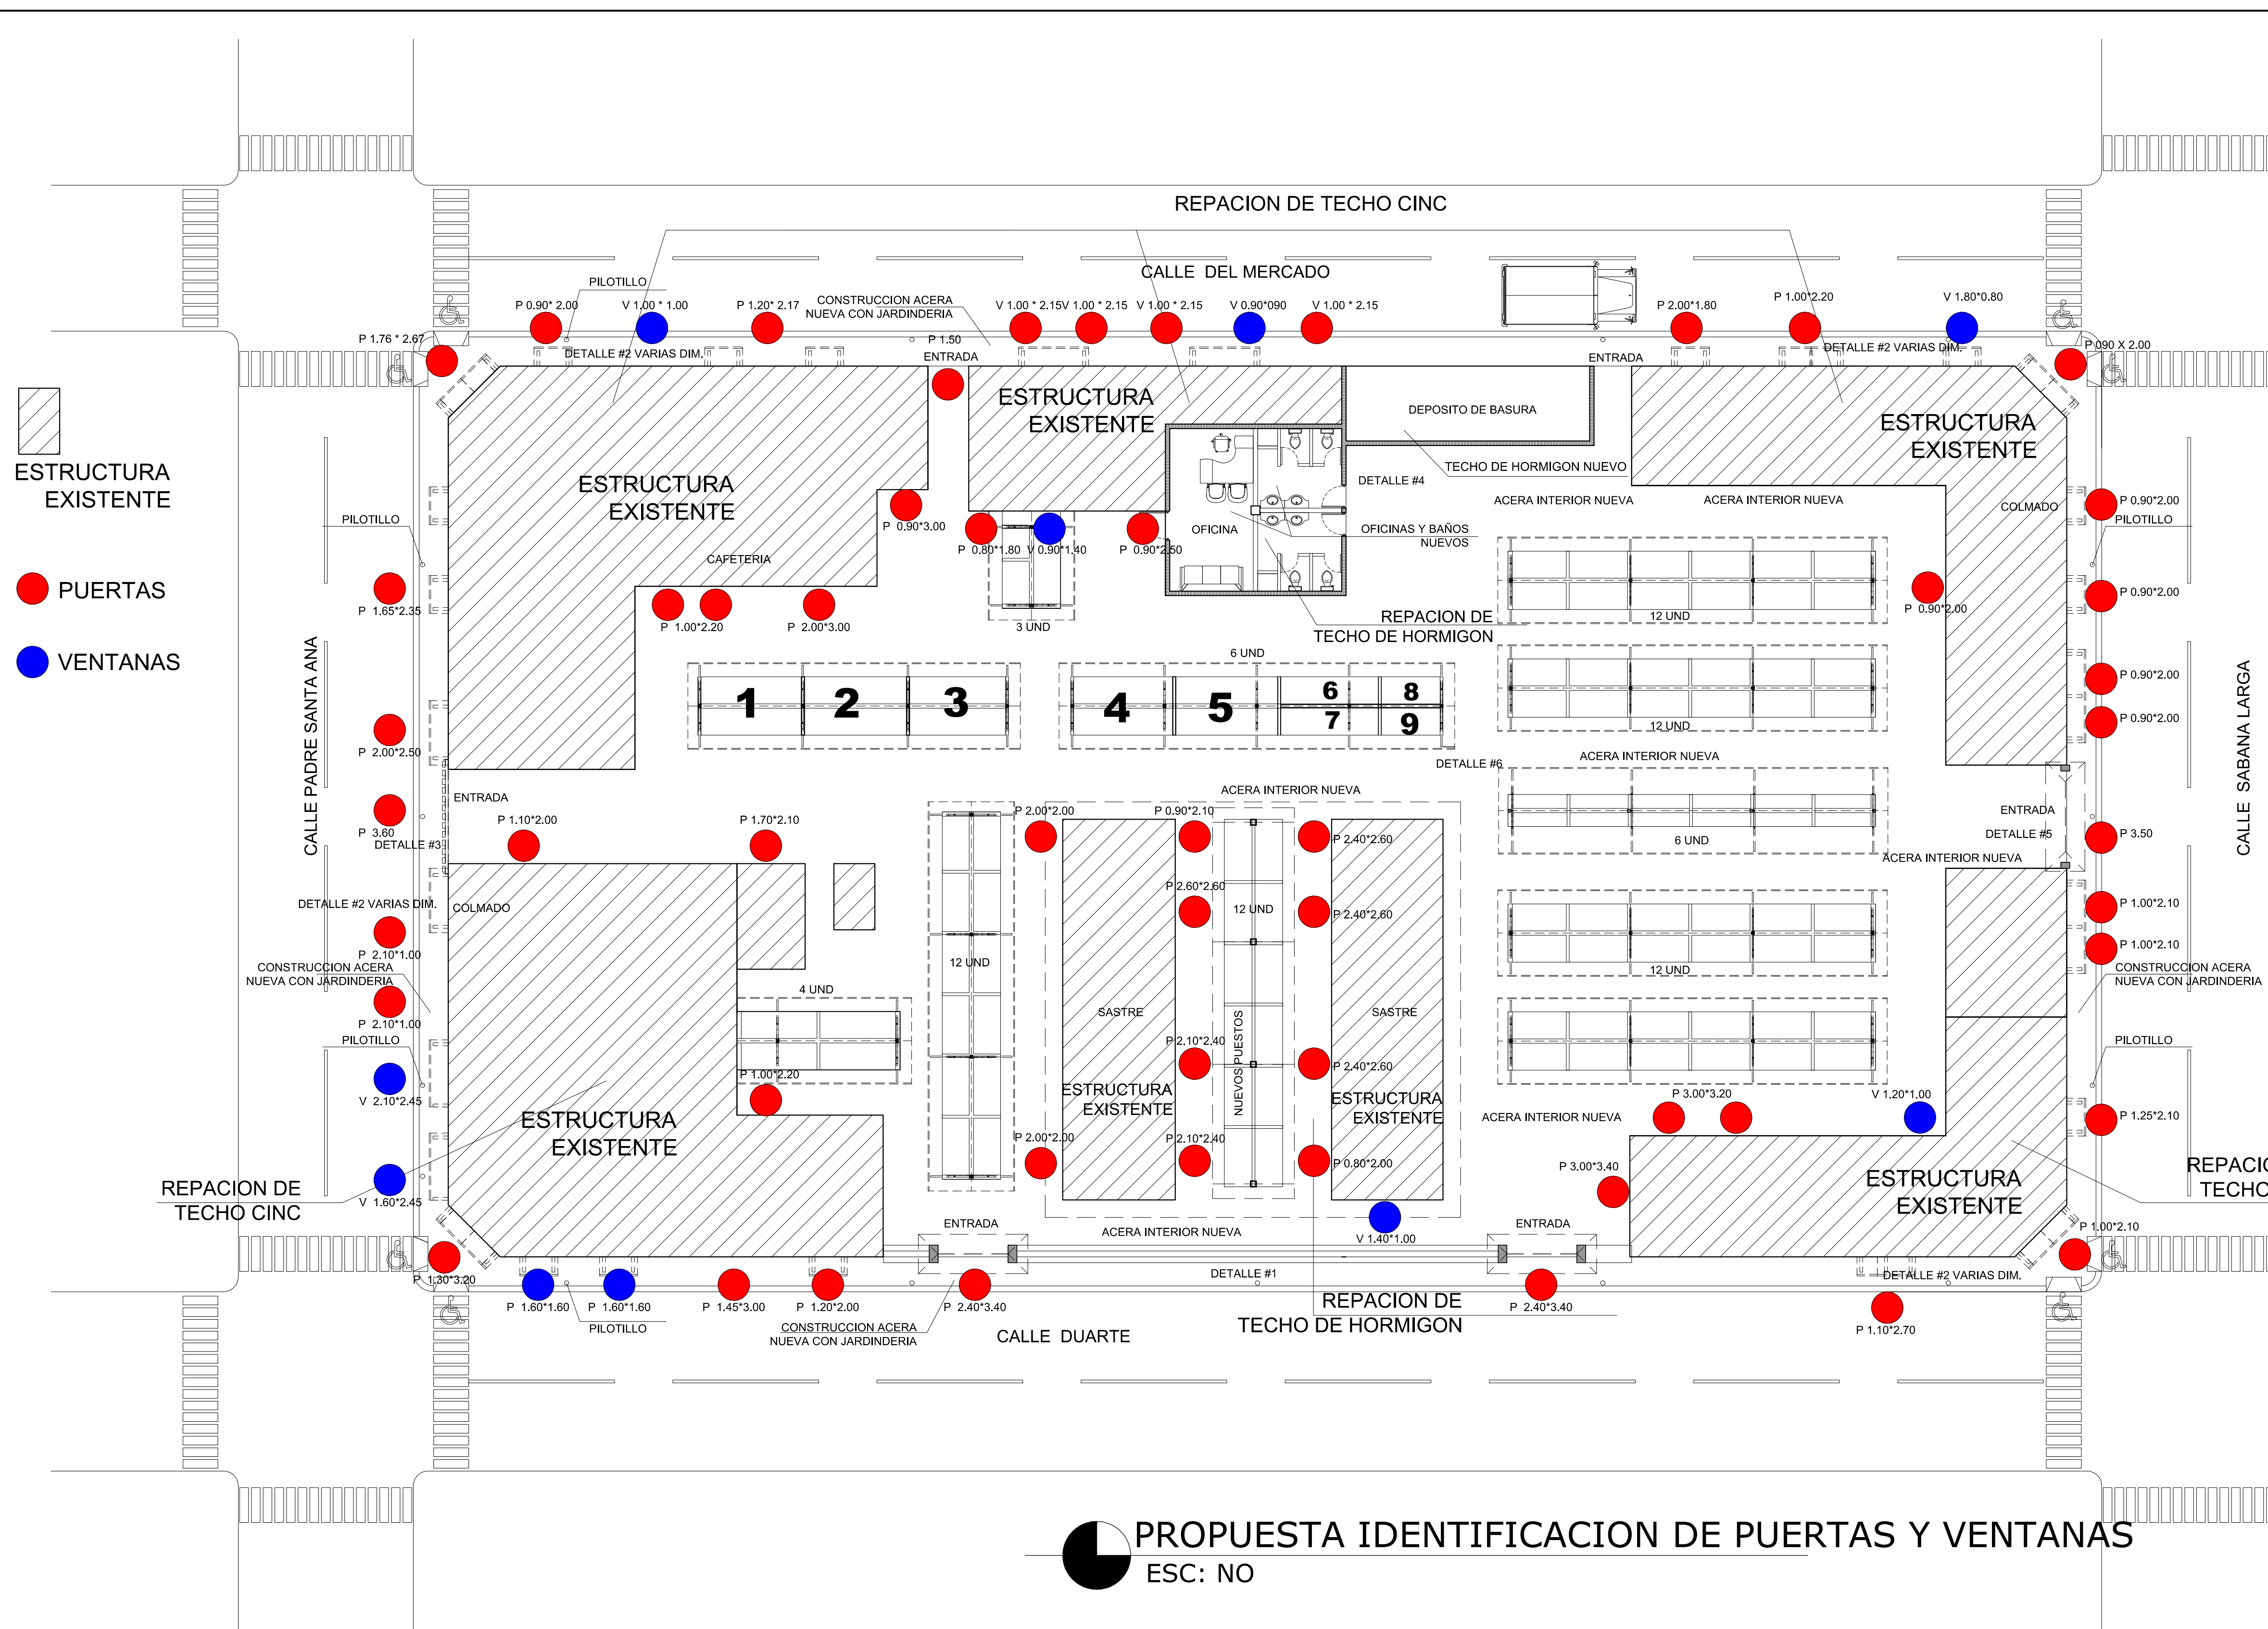 REPACION DE TECHO CINC
CALLE DEL MERCADO
PILOTILLO
P 0.90* 2.00
V 1.00 * 1.00
P 1.20* 2.17
CONSTRUCCION ACERA
NUEVA CON JARDINDERIA
V 1.00 * 2.15
V 1.00 * 2.15
V 1.00 * 2.15
V 0.90*090
V 1.00 * 2.15
P 2.00*1.80
P 1.00*2.20
V 1.80*0.80
P 1.76 * 2.67
DETALLE #2 VARIAS DIM.
P 1.50
ENTRADA
ENTRADA
DETALLE #2 VARIAS DIM.
P 090 X 2.00
ESTRUCTURA
EXISTENTE
ESTRUCTURA
EXISTENTE
DEPOSITO DE BASURA
ESTRUCTURA
EXISTENTE
ESTRUCTURA
EXISTENTE
TECHO DE HORMIGON NUEVO
DETALLE #4
ACERA INTERIOR NUEVA
ACERA INTERIOR NUEVA
COLMADO
P 0.90*2.00
PILOTILLO
PILOTILLO
P 0.90*3.00
OFICINA
OFICINAS Y BAÑOS
NUEVOS
P 0.80*1.80
V 0.90*1.40
P 0.90*2.50
CAFETERIA
PUERTAS
P 1.65*2.35
P 1.00*2.20
P 2.00*3.00
3 UND
REPACION DE
TECHO DE HORMIGON
12 UND
P 0.90*2.00
P 0.90*2.00
VENTANAS
CALLE PADRE SANTA ANA
6 UND
1
2
3
4
5
6
7
8
9
12 UND
P 0.90*2.00
P 0.90*2.00
CALLE SABANA LARGA
P 2.00*2.50
DETALLE #6
ACERA INTERIOR NUEVA
ACERA INTERIOR NUEVA
ENTRADA
P 3.60
DETALLE #3
P 1.10*2.00
P 1.70*2.10
P 2.00*2.00
P 0.90*2.10
P 2.40*2.60
6 UND
ENTRADA
DETALLE #5
P 3.50
ACERA INTERIOR NUEVA
DETALLE #2 VARIAS DIM.
COLMADO
P 2.60*2.60
12 UND
P 2.40*2.60
P 1.00*2.10
P 2.10*1.00
P 1.00*2.10
CONSTRUCCION ACERA
NUEVA CON JARDINDERIA
12 UND
12 UND
CONSTRUCCION ACERA
NUEVA CON JARDINDERIA
4 UND
SASTRE
SASTRE
P 2.10*1.00
PILOTILLO
P 2.10*2.40
NUEVOS PUESTOS
PILOTILLO
P 1.00*2.20
P 2.40*2.60
V 2.10*2.45
ESTRUCTURA
EXISTENTE
ESTRUCTURA
EXISTENTE
ESTRUCTURA
EXISTENTE
P 3.00*3.20
V 1.20*1.00
ACERA INTERIOR NUEVA
P 1.25*2.10
P 2.00*2.00
P 2.10*2.40
P 0.80*2.00
P 3.00*3.40
ESTRUCTURA
EXISTENTE
REPACION DE
TECHO CINC
V 1.60*2.45
ENTRADA
ACERA INTERIOR NUEVA
V 1.40*1.00
ENTRADA
P 1.00*2.10
P 1.30*3.20
DETALLE #1
DETALLE #2 VARIAS DIM.
P 1.60*1.60
P 1.60*1.60
P 1.45*3.00
P 1.20*2.00
P 2.40*3.40
P 2.40*3.40
P 1.10*2.70
PILOTILLO
CONSTRUCCION ACERA
NUEVA CON JARDINDERIA
CALLE DUARTE
REPACION DE
TECHO DE HORMIGON
PROPUESTA IDENTIFICACION DE PUERTAS Y VENTANAS
ESC: NO